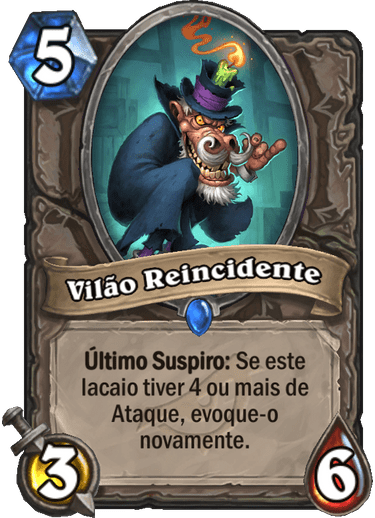 5
Vilão Reincidente
Último Suspiro: Se este
lacaio tiver 4 ou mais de
Ataque, evoque-o
novamente.
3
6